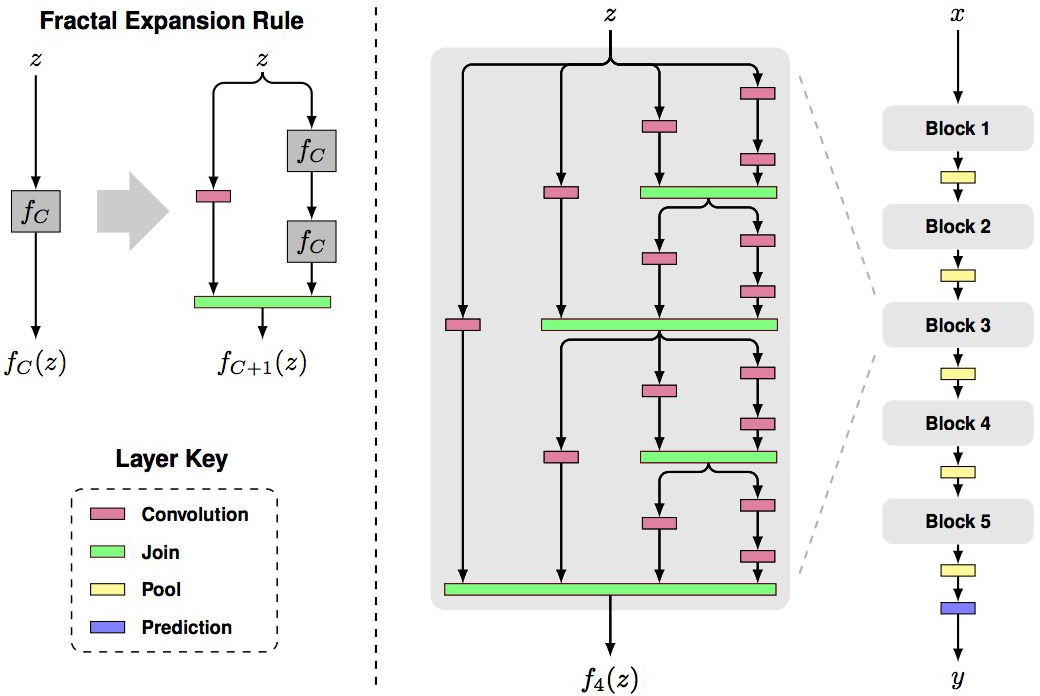 Fractal Expansion Rule
z
f_C
f_C(z)
z
f_C
f_C
f_{C+1}(z)
Layer Key
Convolution
Join
Pool
Prediction
z
f_4(z)
x
Block 1
Block 2
Block 3
Block 4
Block 5
y